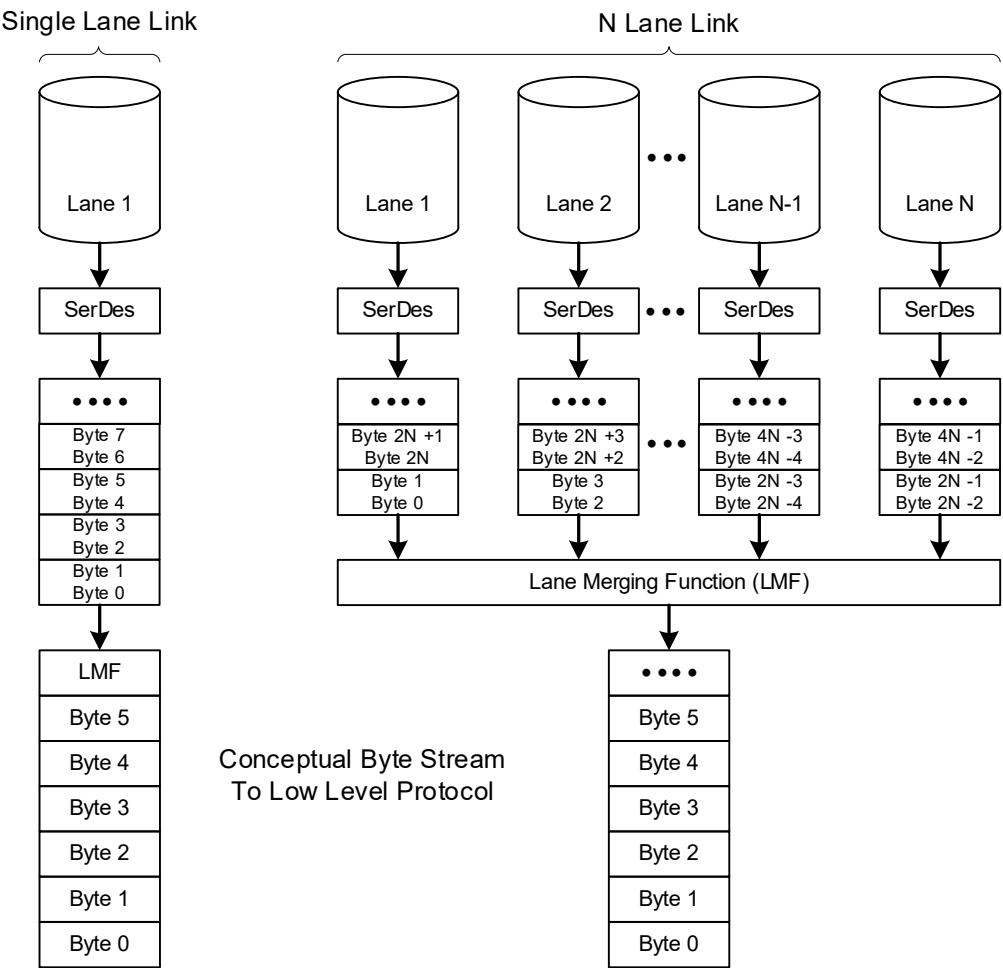 Single Lane Link
Lane 1
SerDes
••••
Byte 7
Byte 6
Byte 5
Byte 4
Byte 3
Byte 2
Byte 1
Byte 0
LMF
Byte 5
Byte 4
Byte 3
Byte 2
Byte 1
Byte 0
Conceptual Byte Stream
To Low Level Protocol
N Lane Link
Lane 1
Lane 2
•••
Lane N-1
Lane N
SerDes
SerDes
•••
SerDes
SerDes
••••
Byte 2N +1
Byte 2N
Byte 1
Byte 0
••••
Byte 2N +3
Byte 2N +2
Byte 3
Byte 2
•••
••••
Byte 4N -3
Byte 4N -4
Byte 2N -3
Byte 2N -4
••••
Byte 4N -1
Byte 4N -2
Byte 2N -1
Byte 2N -2
Lane Merging Function (LMF)
••••
Byte 5
Byte 4
Byte 3
Byte 2
Byte 1
Byte 0